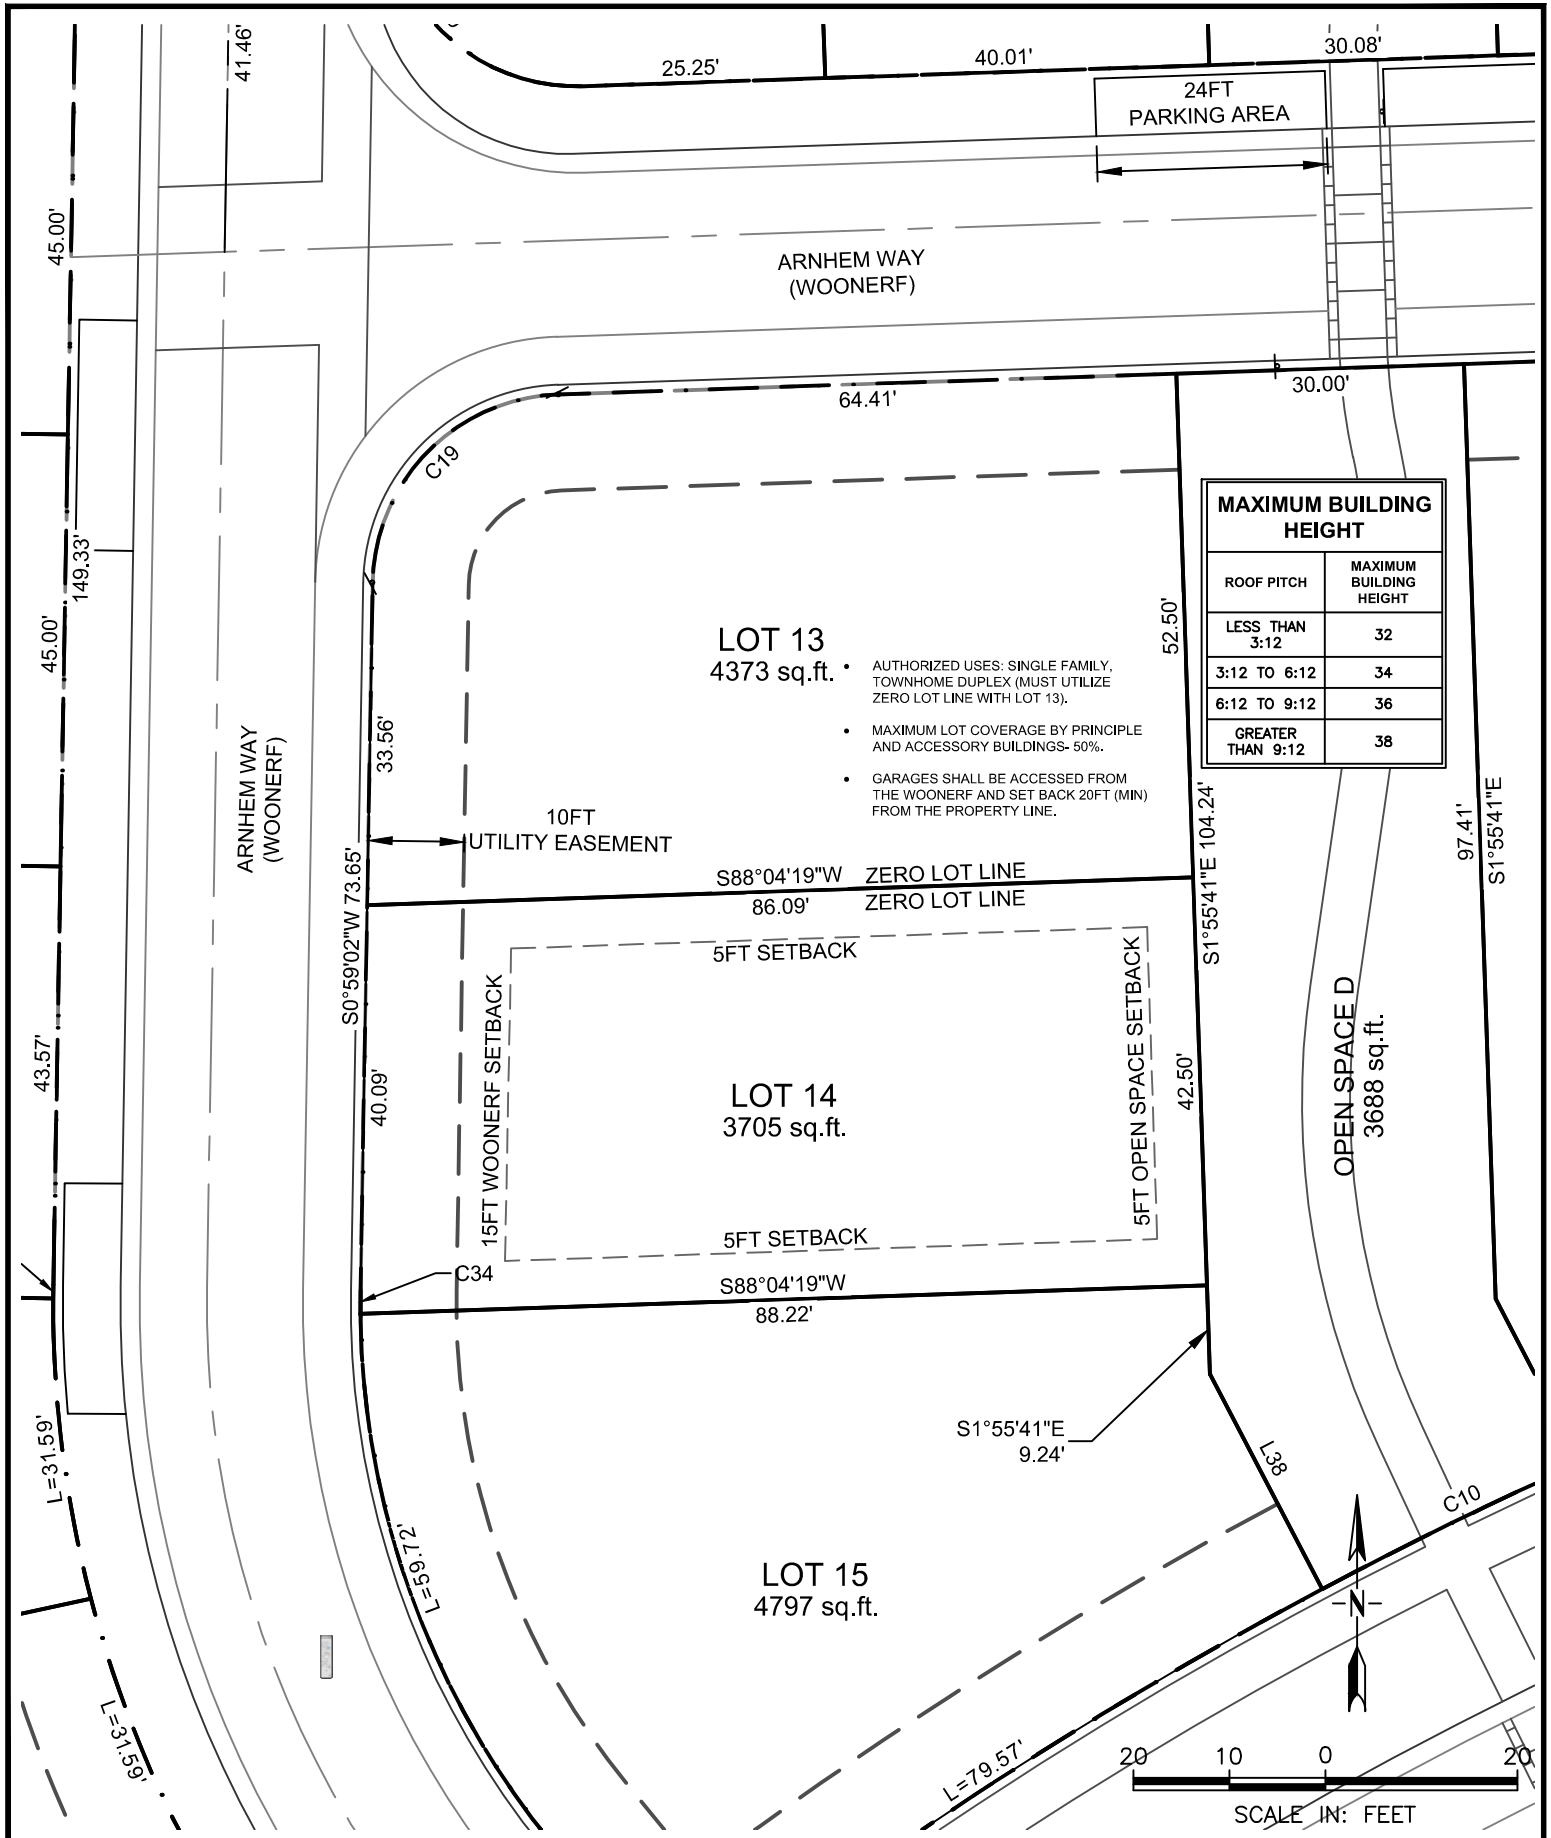 41.46'
25.25'
40.01'
30.08'
24FT
PARKING AREA
45.00'
ARNHEM WAY
(WOONERF)
64.41'
30.00'
C19
149.33'
45.00'
MAXIMUM BUILDING
HEIGHT
ROOF PITCH
MAXIMUM
BUILDING
HEIGHT
LESS THAN
3:12
32
3:12 TO 6:12
34
6:12 TO 9:12
36
GREATER
THAN 9:12
38
52.50'
LOT 13
4373 sq.ft.
• AUTHORIZED USES: SINGLE FAMILY,
TOWNHOME DUPLEX (MUST UTILIZE
ZERO LOT LINE WITH LOT 13).
• MAXIMUM LOT COVERAGE BY PRINCIPLE
AND ACCESSORY BUILDINGS- 50%.
• GARAGES SHALL BE ACCESSED FROM
THE WOONERF AND SET BACK 20FT (MIN)
FROM THE PROPERTY LINE.
33.56'
ARNHEM WAY
(WOONERF)
10FT
UTILITY EASEMENT
S1°55'41"E 104.24'
97.41'
S1°55'41"E
S88°04'19"W
ZERO LOT LINE
86.09'
ZERO LOT LINE
S0°59'02"W 73.65'
5FT SETBACK
15FT WOONERF SETBACK
5FT OPEN SPACE SETBACK
43.57'
40.09'
LOT 14
3705 sq.ft.
42.50'
OPEN SPACE D
3688 sq.ft.
5FT SETBACK
C34
S88°04'19"W
88.22'
S1°55'41"E
9.24'
L38
L=31.59'
C10
L=59.72'
LOT 15
4797 sq.ft.
N
L=31.59'
L=79.57'
20
10
0
20
SCALE IN: FEET